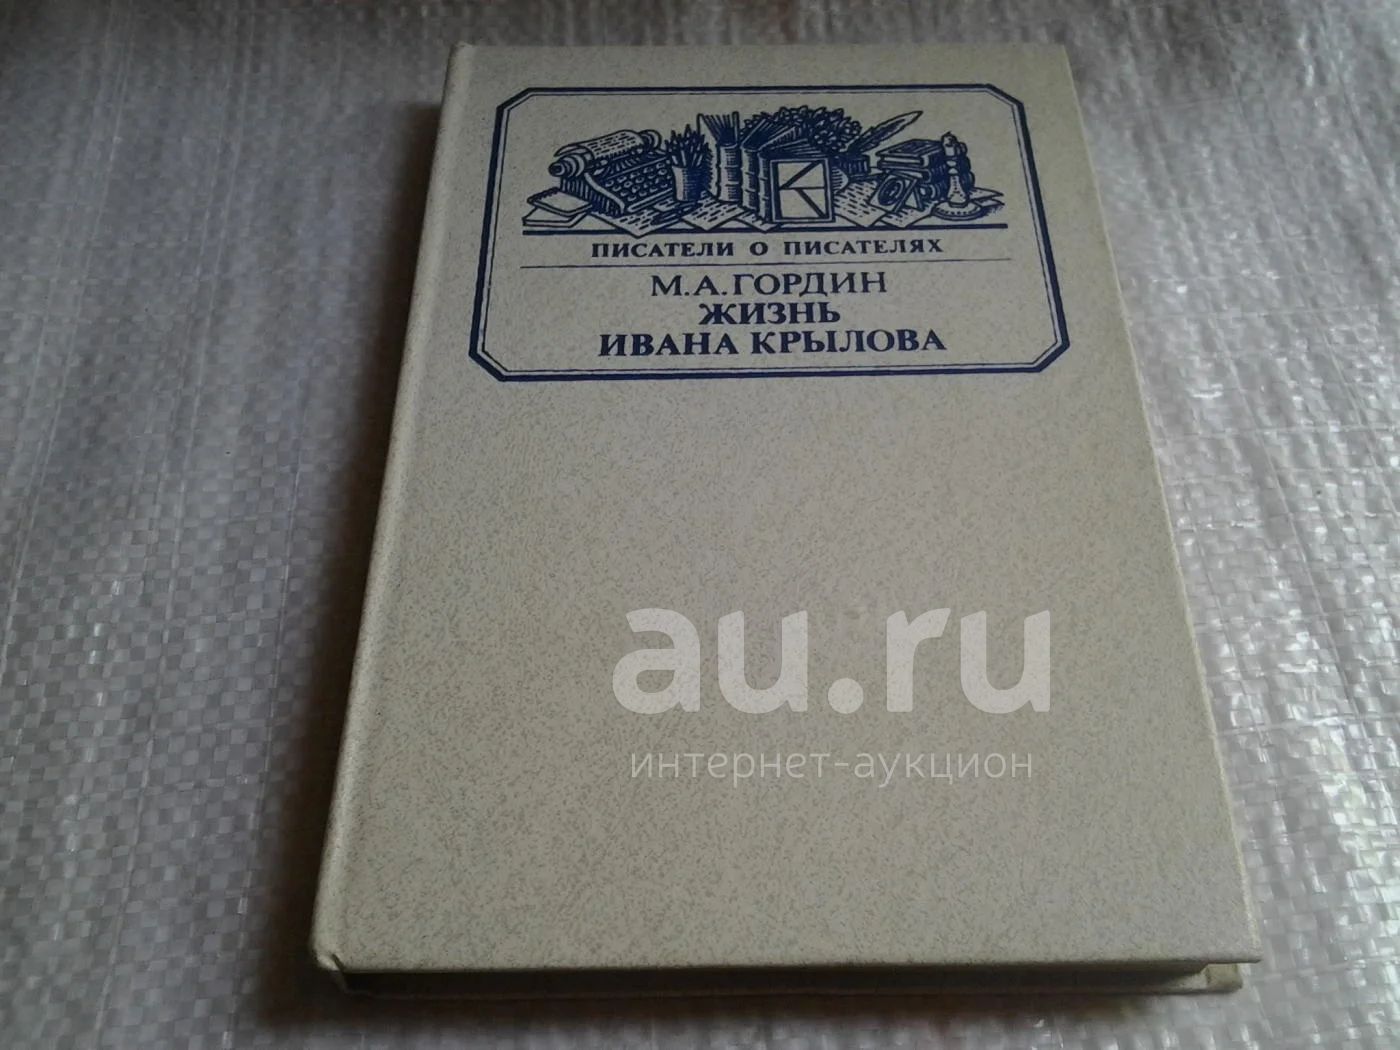 ПИСАТЕЛИ О ПИСАТЕЛЯХ
М.А.ГОРДИН
ЖИЗНЬ
ИВАНА КРЫЛОВА
au.ru
интернет-аукцион